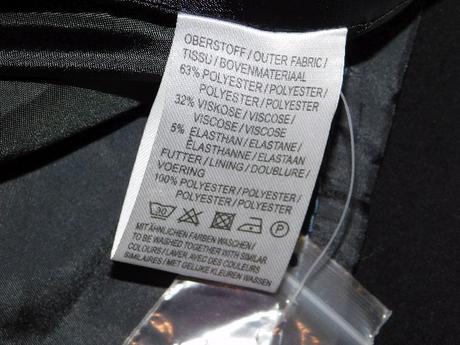 OBERSTOFF / OUTER FABRIC /
TISSU / BOVENMATERIAAL
63% POLYESTER / POLYESTER /
POLYESTER / POLYESTER
32% VISKOSE / VISCOSE /
VISCOSE / VISCOSE
5% ELASTHAN / ELASTANE /
ELASTHANNE / ELASTAAN
FUTTER / LINING / DOUBLURE /
VOERING
100% POLYESTER / POLYESTER /
POLYESTER / POLYESTER
30 P
MIT ÄHNLICHEN FARBEN WASCHEN /
TO BE WASHED TOGETHER WITH SIMILAR
COLOURS / LAVER AVEC DES COULEURS
SIMILAIRES / MET GELIJKE KLEUREN WASSEN